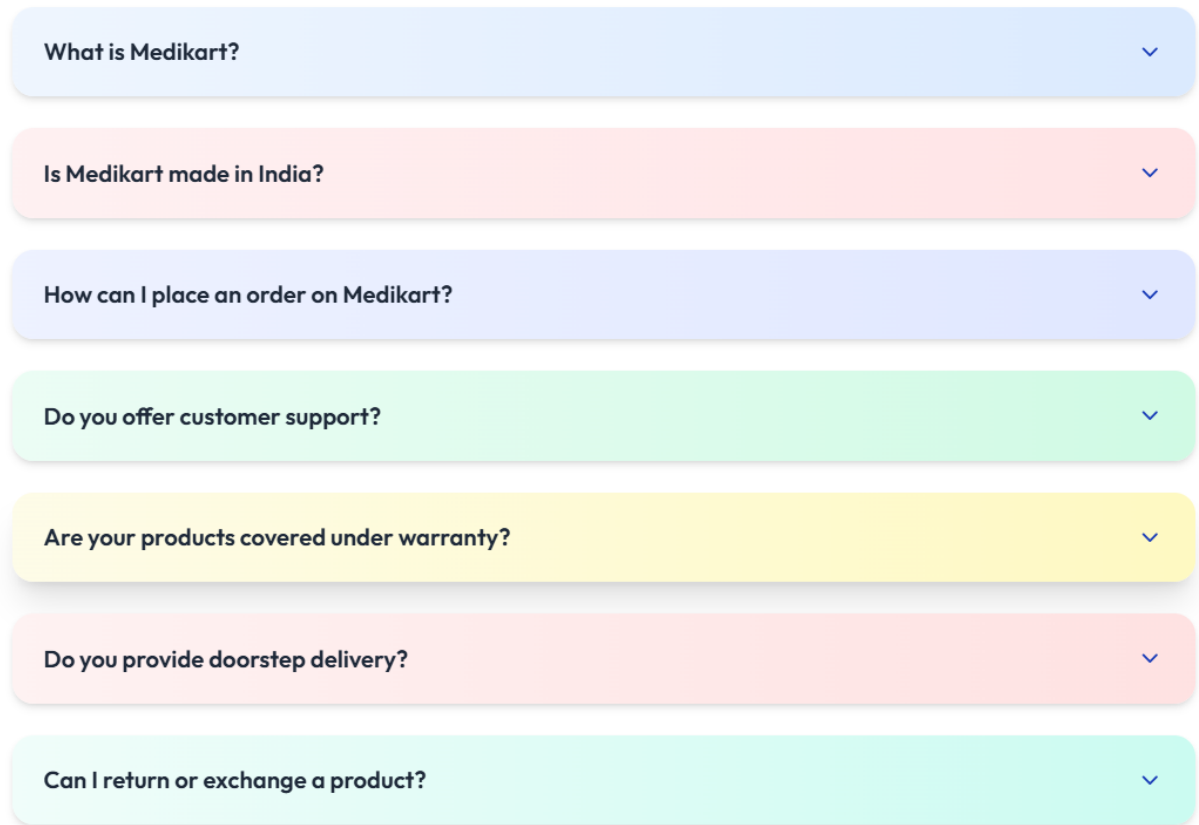 What is Medikart?
Is Medikart made in India?
How can I place an order on Medikart?
Do you offer customer support?
Are your products covered under warranty?
Do you provide doorstep delivery?
Can I return or exchange a product?